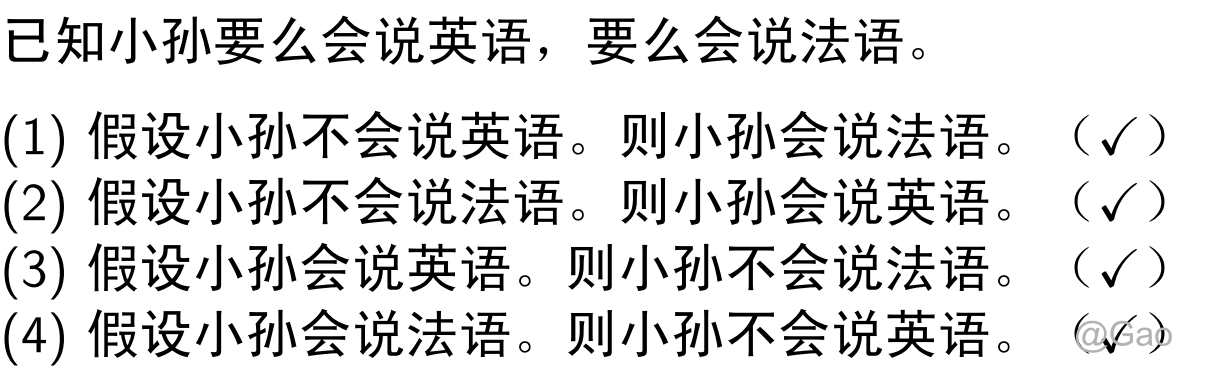 已知小孙要么会说英语，要么会说法语。
(1) 假设小孙不会说英语。则小孙会说法语。（✓）
(2) 假设小孙不会说法语。则小孙会说英语。（✓）
(3) 假设小孙会说英语。则小孙不会说法语。（✓）
(4) 假设小孙会说法语。则小孙不会说英语。（✓）
@Gao